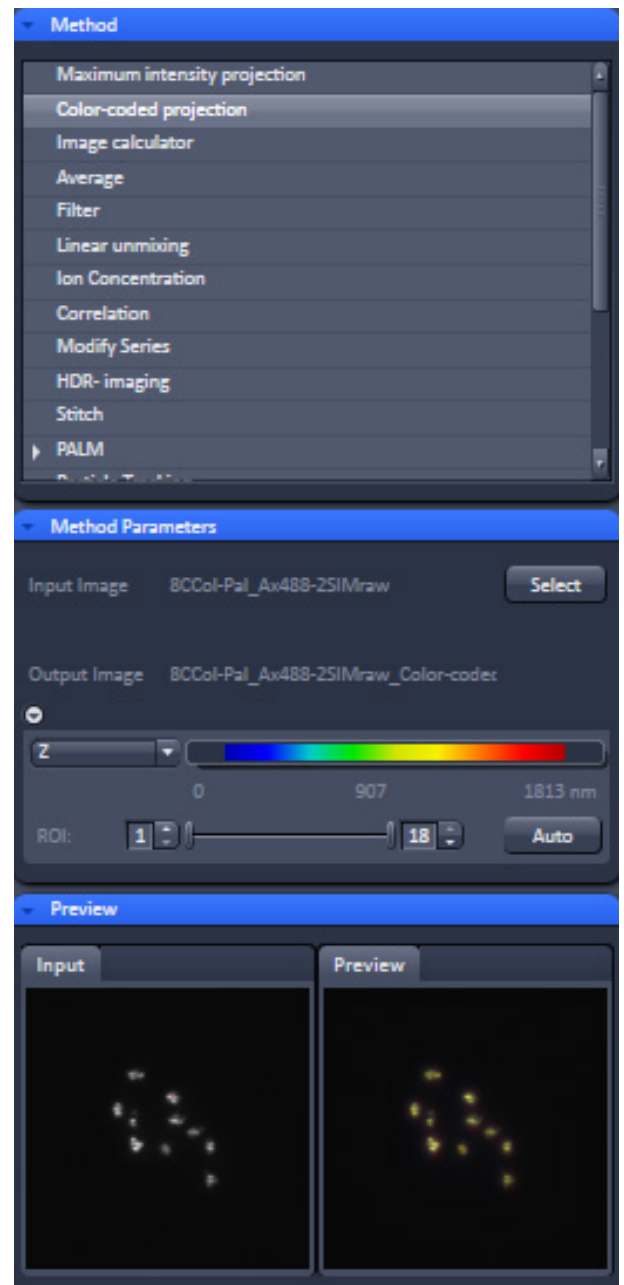 Method
Maximum intensity projection
Color-coded projection
Image calculator
Average
Filter
Linear unmixing
Ion Concentration
Correlation
Modify Series
HDR- imaging
Stitch
PALM
Method Parameters
Input Image 8CCol-Pal_Ax488-2SIMraw Select
Output Image 8CCol-Pal_Ax488-2SIMraw_Color-codec
Z
0 907 1813 nm
ROI: 1 18 Auto
Preview
Input Preview